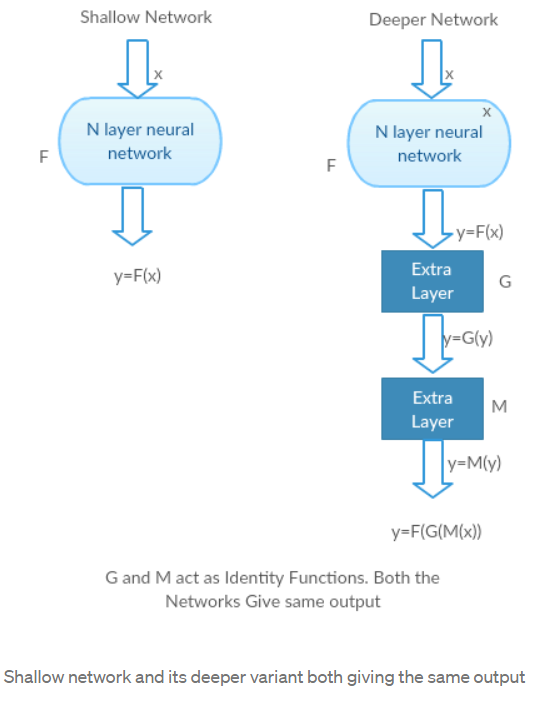 Shallow Network
x
N layer neural
network
F
y=F(x)
Deeper Network
x
x
N layer neural
network
F
y=F(x)
Extra
Layer
G
y=G(y)
Extra
Layer
M
y=M(y)
y=F(G(M(x))
G and M act as Identity Functions. Both the
Networks Give same output
Shallow network and its deeper variant both giving the same output